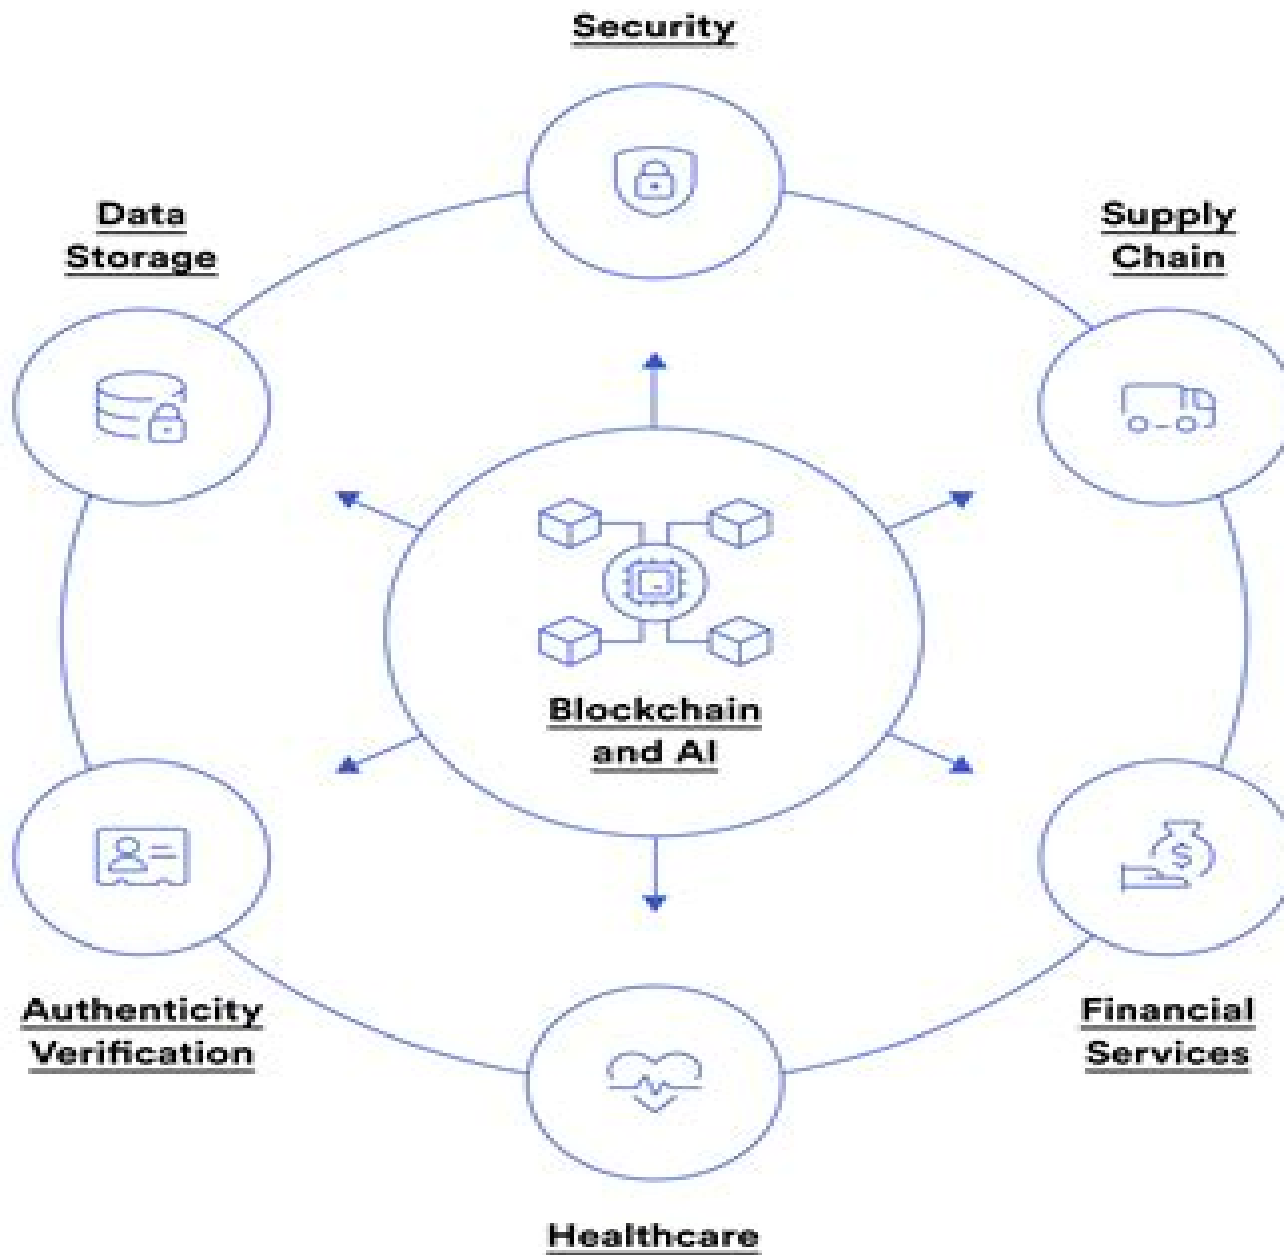 Security
Data
Storage
Supply
Chain
Blockchain
and AI
$
Authenticity
Verification
Financial
Services
Healthcare